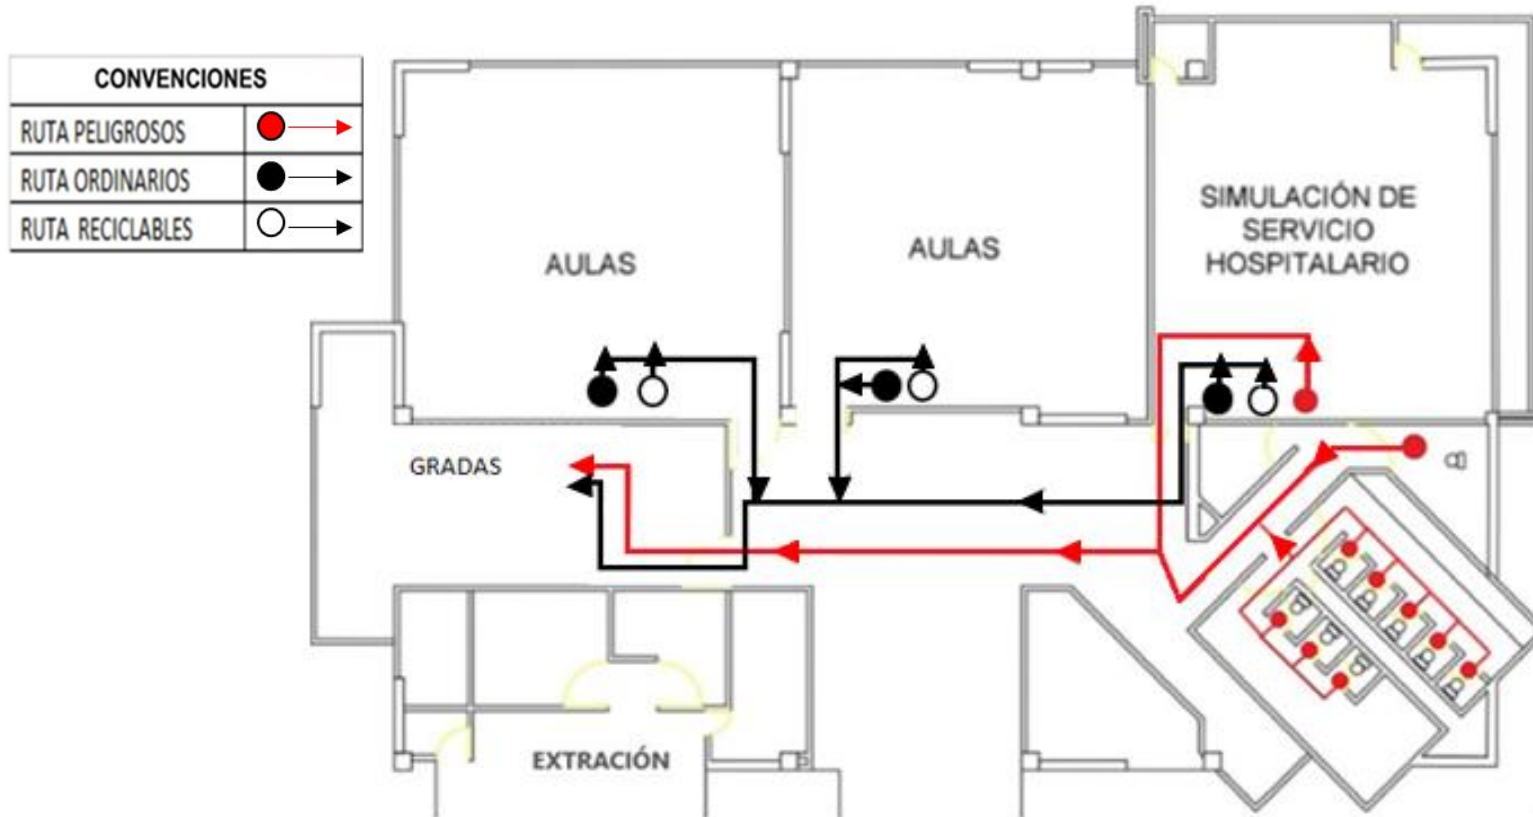 CONVENCIONES
RUTA PELIGROSOS
RUTA ORDINARIOS
RUTA RECICLABLES
AULAS
AULAS
SIMULACIÓN DE
SERVICIO
HOSPITALARIO
GRADAS
EXTRACIÓN